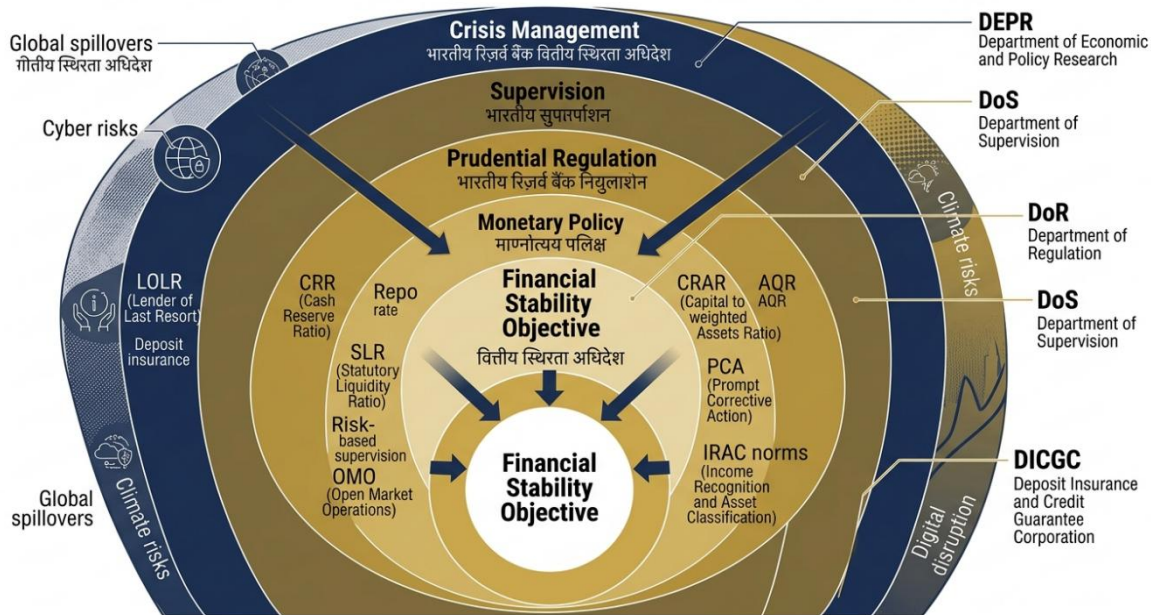 Crisis Management
भारतीय रिज़र्व बैंक वितीय स्थिरता अधिदेश
Supervision
भारतीय सुपरर्पाशन
Prudential Regulation
भारतीय रिज़र्व बैंक नियुलाशेन
Monetary Policy
माण्नोत्यय पलिक्ष
Financial
Stability
Objective
वित्तीय स्थिरता अधिदेश
Financial
Stability
Objective
Global spillovers
गीतीय स्थिरता अधिदेश
Cyber risks
LOLR
(Lender of
Last Resort)
Deposit
insurance
Global
spillovers
Climate risks
CRR
(Cash
Reserve
Ratio)
Repo
rate
SLR
(Statutory
Liquidity
Ratio)
Risk-
based
supervision
OMO
(Open Market
Operations)
CRAR
(Capital to
weighted
Assets Ratio)
AQR
AQR
PCA
(Prompt
Corrective
Action)
IRAC norms
(Income
Recognition
and Asset
Classification)
Climate risks
Digital
disruption
DEPR
Department of Economic
and Policy Research
DoS
Department of
Supervision
DoR
Department of
Regulation
DoS
Department of
Supervision
DICGC
Deposit Insurance
and Credit
Guarantee
Corporation